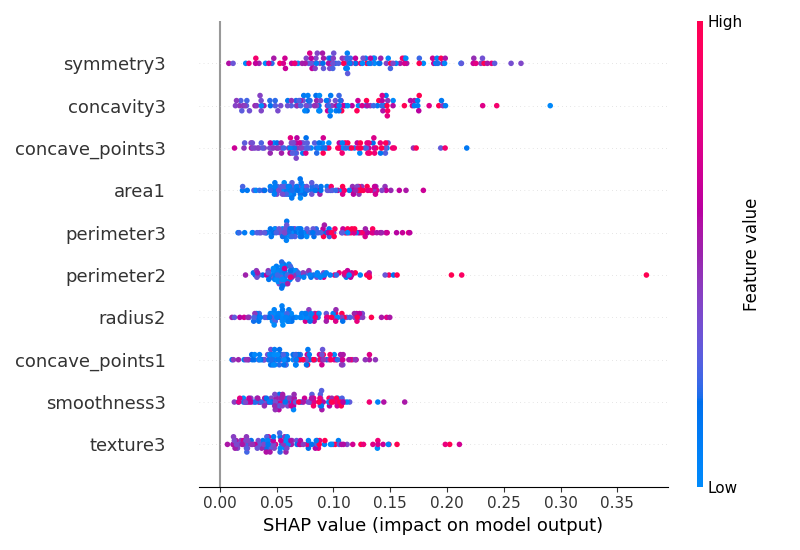 High
symmetry3
concavity3
concave_points3
area1
perimeter3
perimeter2
radius2
concave_points1
smoothness3
texture3
Feature value
Low
0.00 0.05 0.10 0.15 0.20 0.25 0.30 0.35
SHAP value (impact on model output)